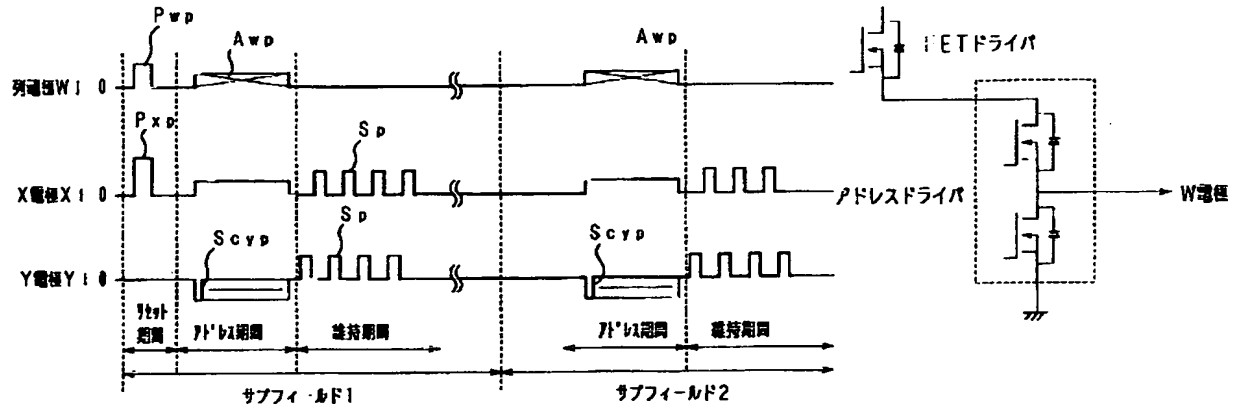 Pwp
Awp
Awp
FETドライバ
列電極W: 0
Pxp
Sp
X電極X: 0
アドレスドライバ
W電極
Scyp
Sp
Scyp
Y電極Y: 0
リセット
期間
アドレス期間
維持期間
アドレス期間
維持期間
サブフィールド1
サブフィールド2